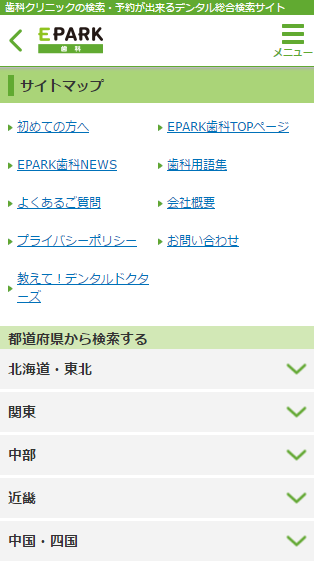 歯科クリニックの検索・予約が出来るデンタル総合検索サイト
EPARK
歯科
メニュー
サイトマップ
初めての方へ
EPARK歯科TOPページ
EPARK歯科NEWS
歯科用語集
よくあるご質問
会社概要
プライバシーポリシー
お問い合わせ
教えて！デンタルドクタ
ーズ
都道府県から検索する
北海道・東北
関東
中部
近畿
中国・四国